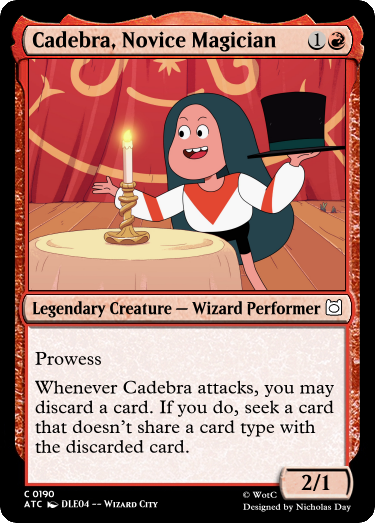 Cadebra, Novice Magician 1
Legendary Creature — Wizard Performer
Prowess
Whenever Cadebra attacks, you may
discard a card. If you do, seek a card
that doesn't share a card type with
the discarded card.
2/1
C 0190
ATC DLE04 -- Wizard City
© WotC
Designed by Nicholas Day